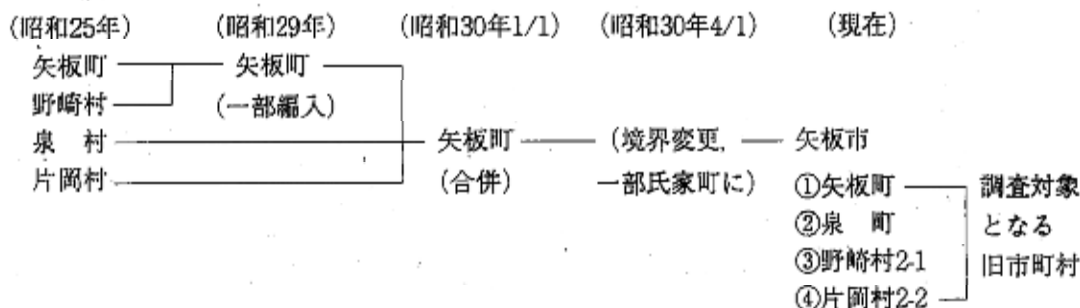 (昭和25年) (昭和29年) (昭和30年1/1) (昭和30年4/1) (現在)
矢板町 矢板町
野崎村 (一部編入)
泉 村 矢板町 (境界変更, 矢板市
片岡村 (合併) 一部氏家町に) ①矢板町 調査対象
②泉 町 となる
③野崎村2-1 旧市町村
④片岡村2-2